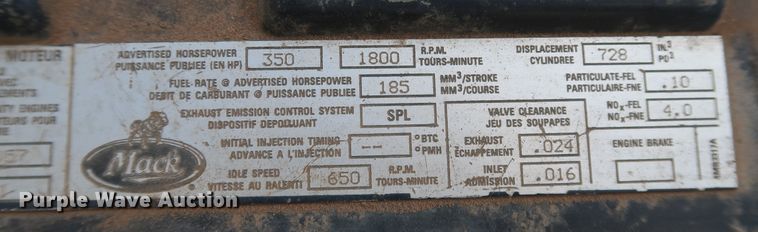 MOTEUR
ADVERTISED HORSEPOWER 350 1800 R.P.M. DISPLACEMENT 728 IN.3
PUISSANCE PUBLIEE (EN HP) TOURS-MINUTE CYLINDREE PO3
FUEL RATE @ ADVERTISED HORSEPOWER 185 MM3/STROKE PARTICULATE-FEL .10
DEBIT DE CARBURANT @ PUISSANCE PUBLIEE MM3/COURSE PARTICULAIRE-FNE
EXHAUST EMISSION CONTROL SYSTEM SPL VALVE CLEARANCE NOX-FEL 4.0
DISPOSITIF DEPOLLUANT JEU DES SOUPAPES NOX-FNE
INITIAL INJECTION TIMING -- °BTC EXHAUST .024 ENGINE BRAKE
AVANCE A L'INJECTION °PMH ECHAPPEMENT
IDLE SPEED 650 R.P.M. INLET .016
VITESSE AU RALENTI TOURS-MINUTE ADMISSION
Mack
Purple Wave Auction